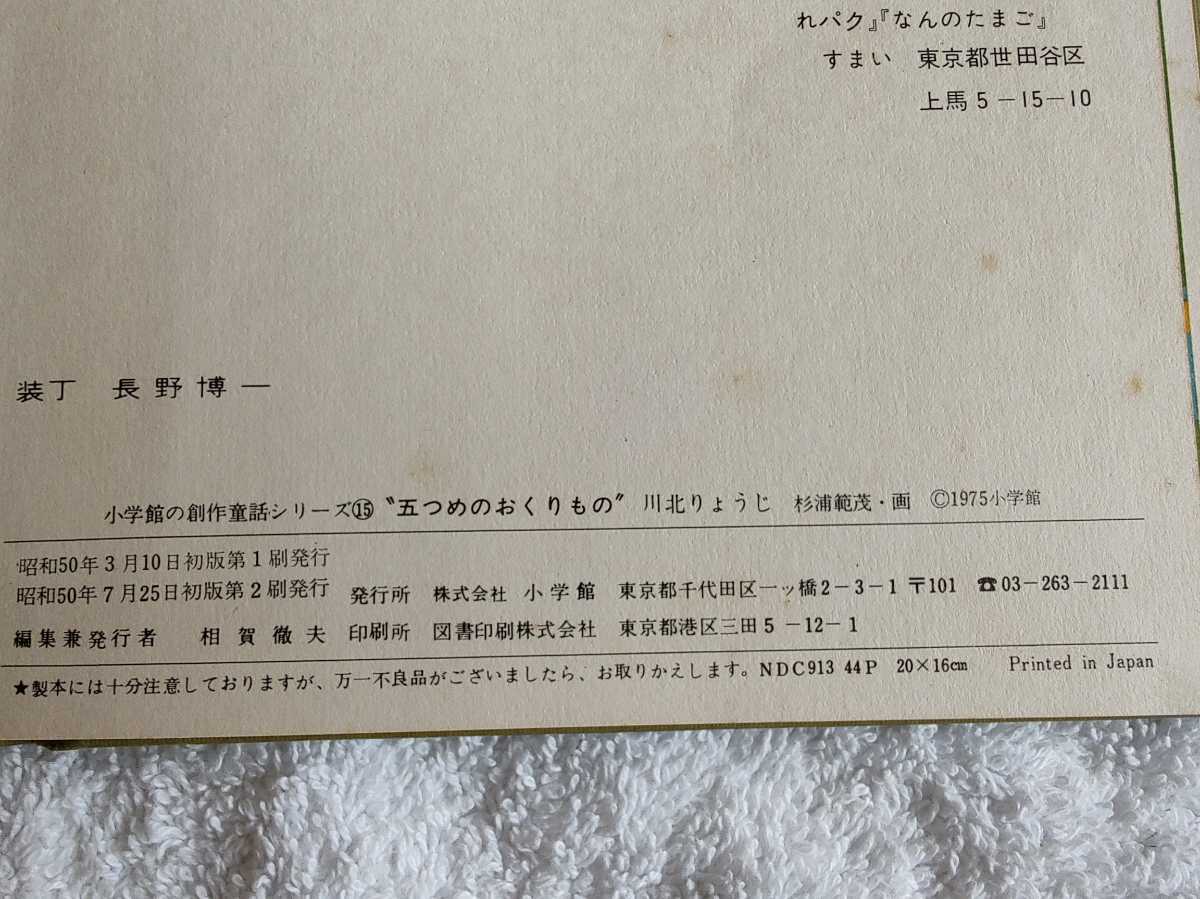 れパク』『なんのたまご』
すまい　東京都世田谷区
上馬5－15－10
装丁　長野博一
小学館の創作童話シリーズ⑮〝五つめのおくりもの〟川北りょうじ　杉浦範茂・画　©1975小学館
昭和50年3月10日初版第1刷発行
昭和50年7月25日初版第2刷発行　発行所　株式会社 小学館　東京都千代田区一ッ橋2－3－1 〒101　☎03－263－2111
編集兼発行者　相賀徹夫　印刷所　図書印刷株式会社　東京都港区三田5－12－1
★製本には十分注意しておりますが、万一不良品がございましたら、お取りかえします。NDC913 44P　20×16㎝　Printed in Japan